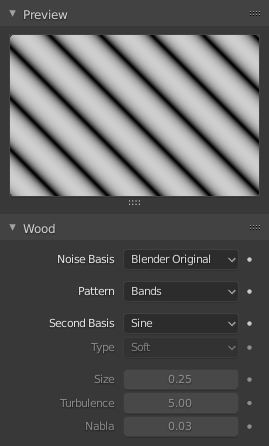 Preview
Wood
Noise Basis Blender Original
Pattern Bands
Second Basis Sine
Type Soft
Size 0.25
Turbulence 5.00
Nabla 0.03